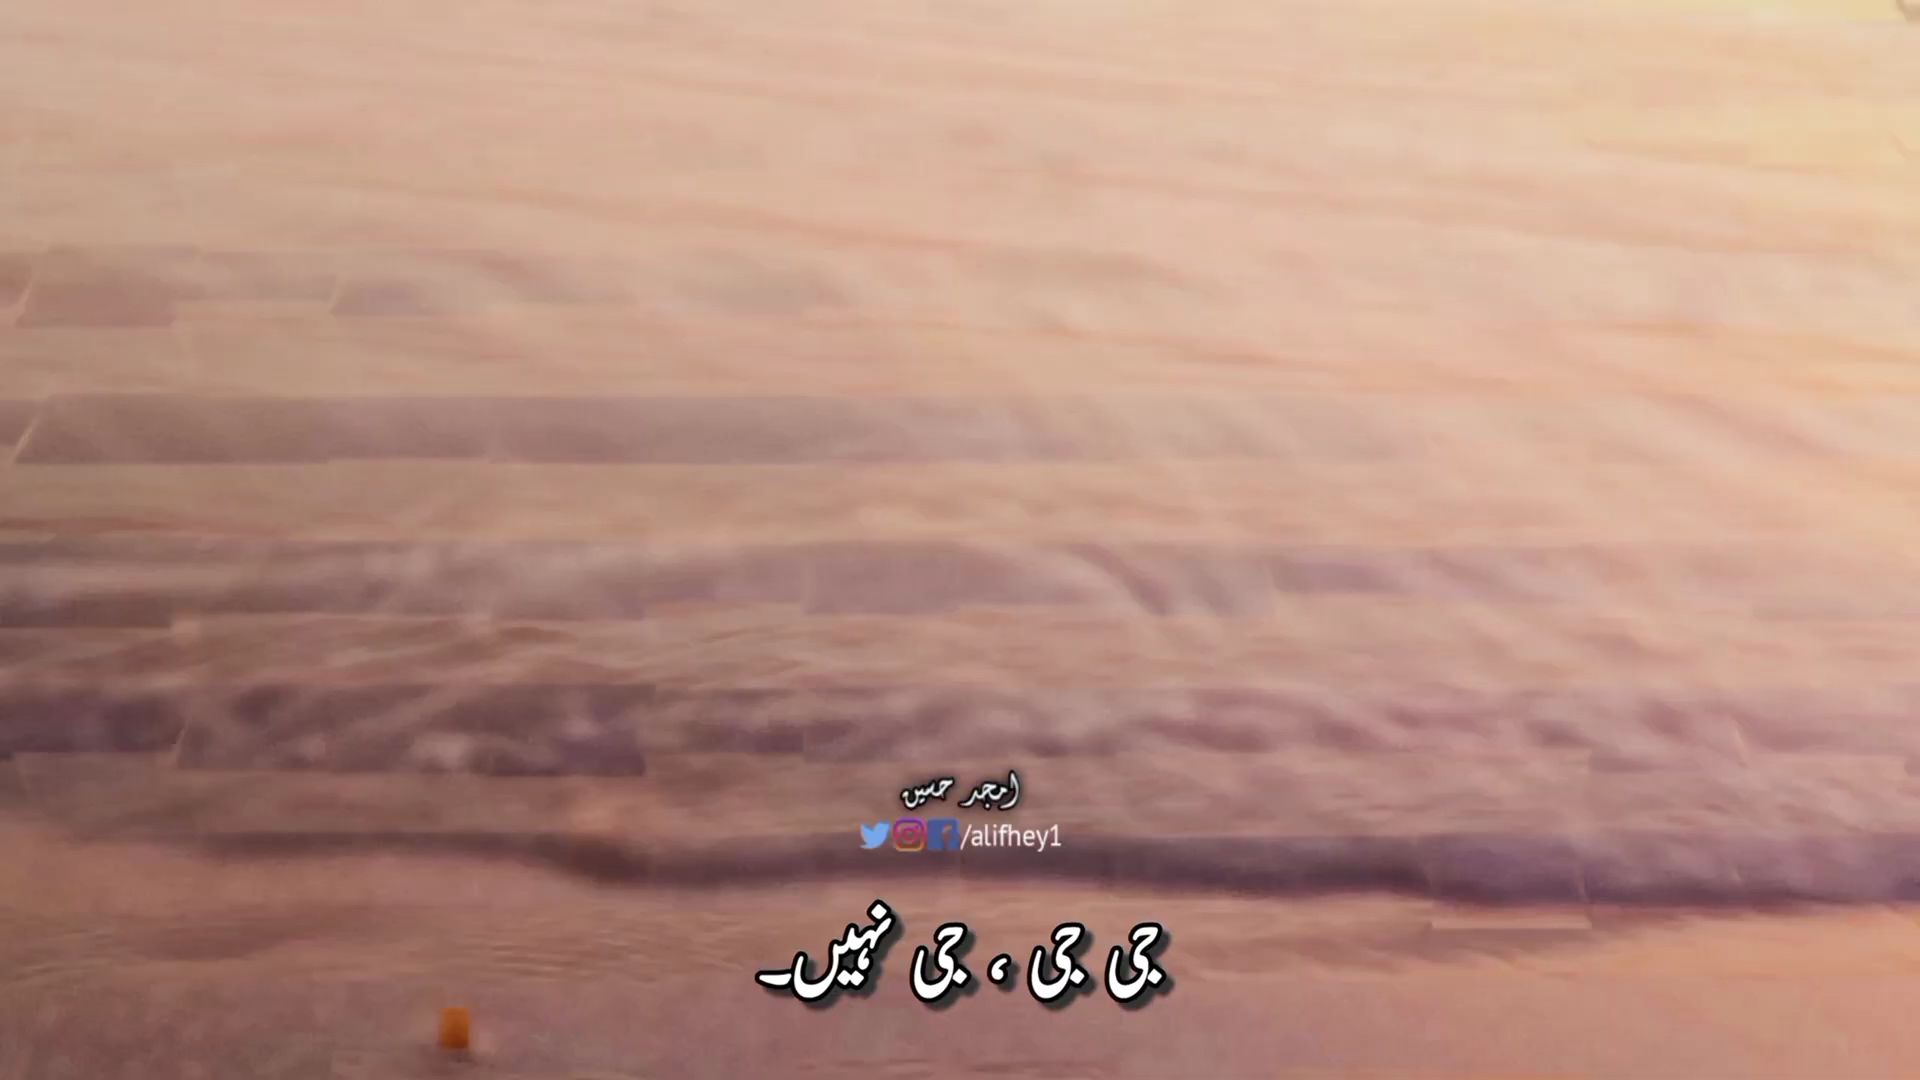 امجد حسین
/alifhey1
جی جی ، جی نہیں۔